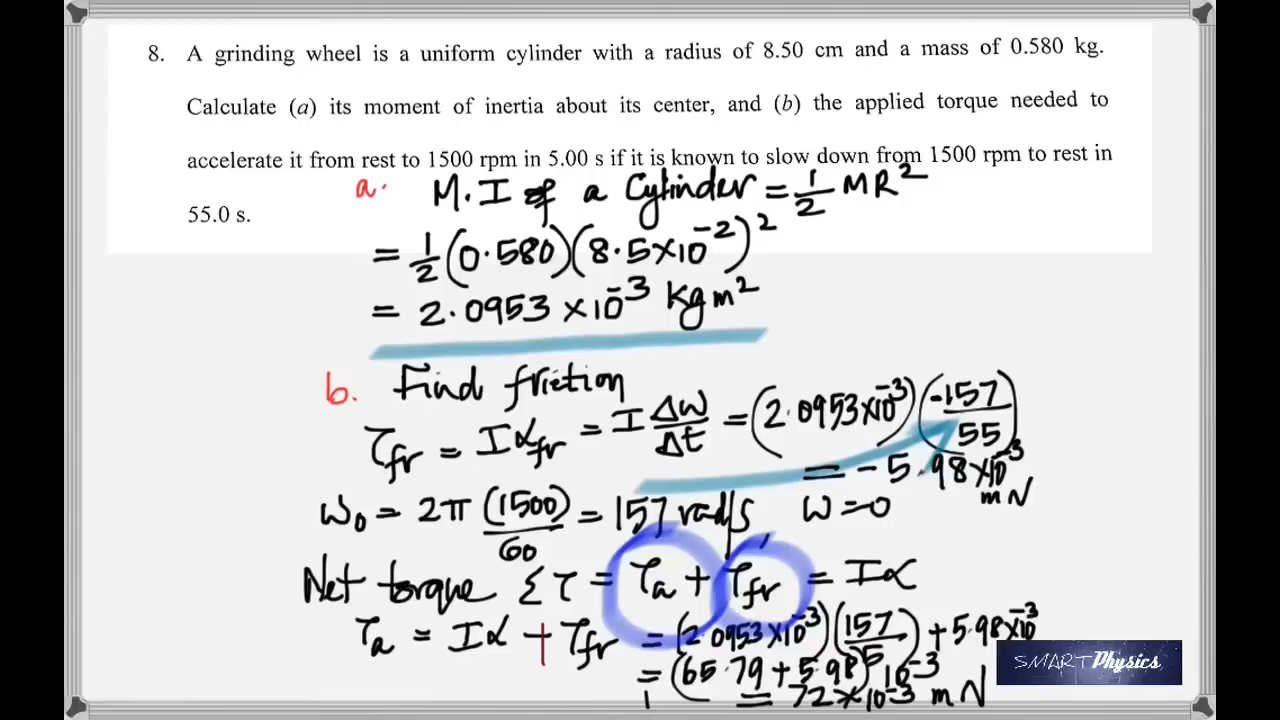 8. A grinding wheel is a uniform cylinder with a radius of 8.50 cm and a mass of 0.580 kg.
Calculate (a) its moment of inertia about its center, and (b) the applied torque needed to
accelerate it from rest to 1500 rpm in 5.00 s if it is known to slow down from 1500 rpm to rest in
55.0 s.
a. M.I of a Cylinder = 1/2 MR²
= 1/2 (0.580)(8.5×10⁻²)²
= 2.0953 ×10⁻³ kg m²
b. Find friction
τfr = Iαfr = I Δω/Δt = (2.0953×10⁻³)(-157/55)
= -5.98×10⁻³ mN
ω₀ = 2π (1500)/60 = 157 rad/s, ω=0
Net torque Στ = τa + τfr = Iα
τa = Iα + τfr = (2.0953×10⁻³)(157/5) + 5.98×10⁻³
= (65.79 + 5.98) 10⁻³
= 72×10⁻³ mN
SMART Physics